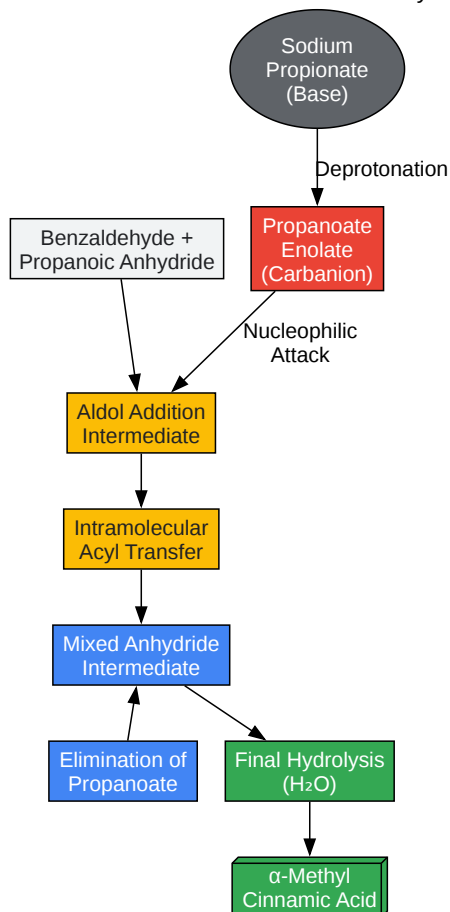 Sodium
Propionate
(Base)
Deprotonation
Propanoate
Enolate
(Carbanion)
Benzaldehyde +
Propanoic Anhydride
Nucleophilic
Attack
Aldol Addition
Intermediate
Intramolecular
Acyl Transfer
Mixed Anhydride
Intermediate
Elimination of
Propanoate
Final Hydrolysis
(H₂O)
α-Methyl
Cinnamic Acid